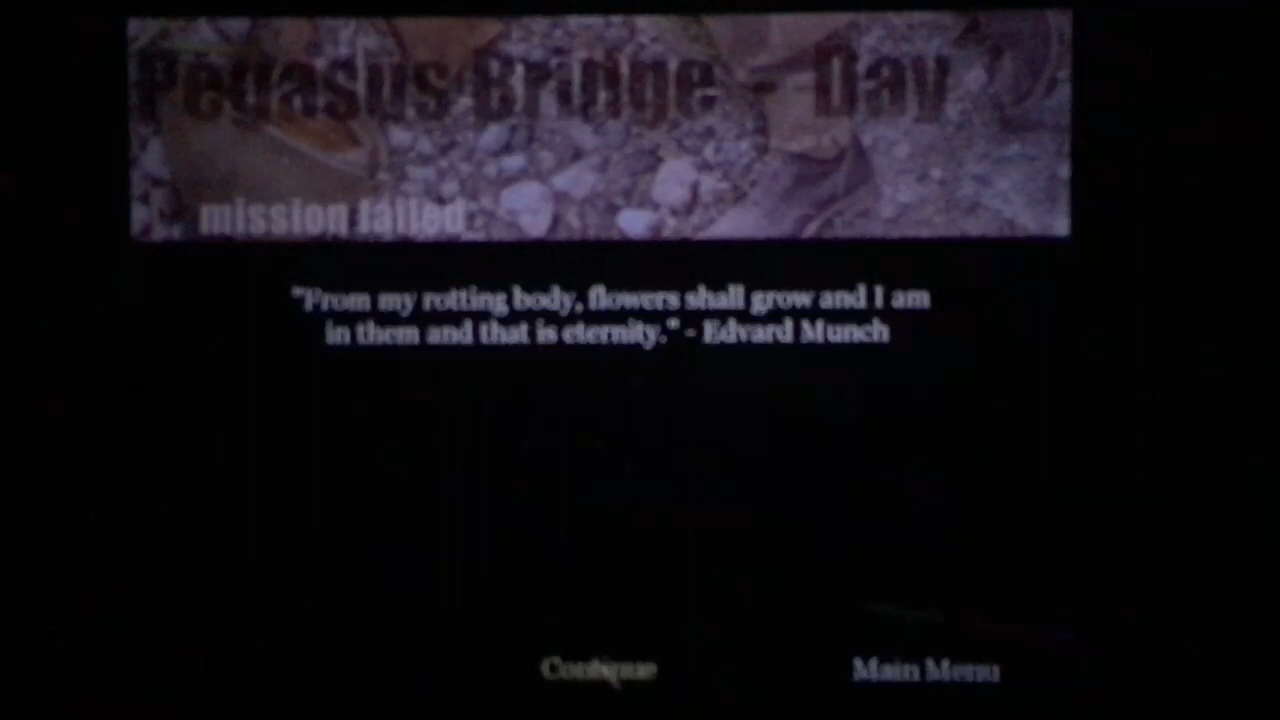 Pegasus Bridge - Day
mission failed
"From my rotting body, flowers shall grow and I am
in them and that is eternity." - Edvard Munch
Continue
Main Menu